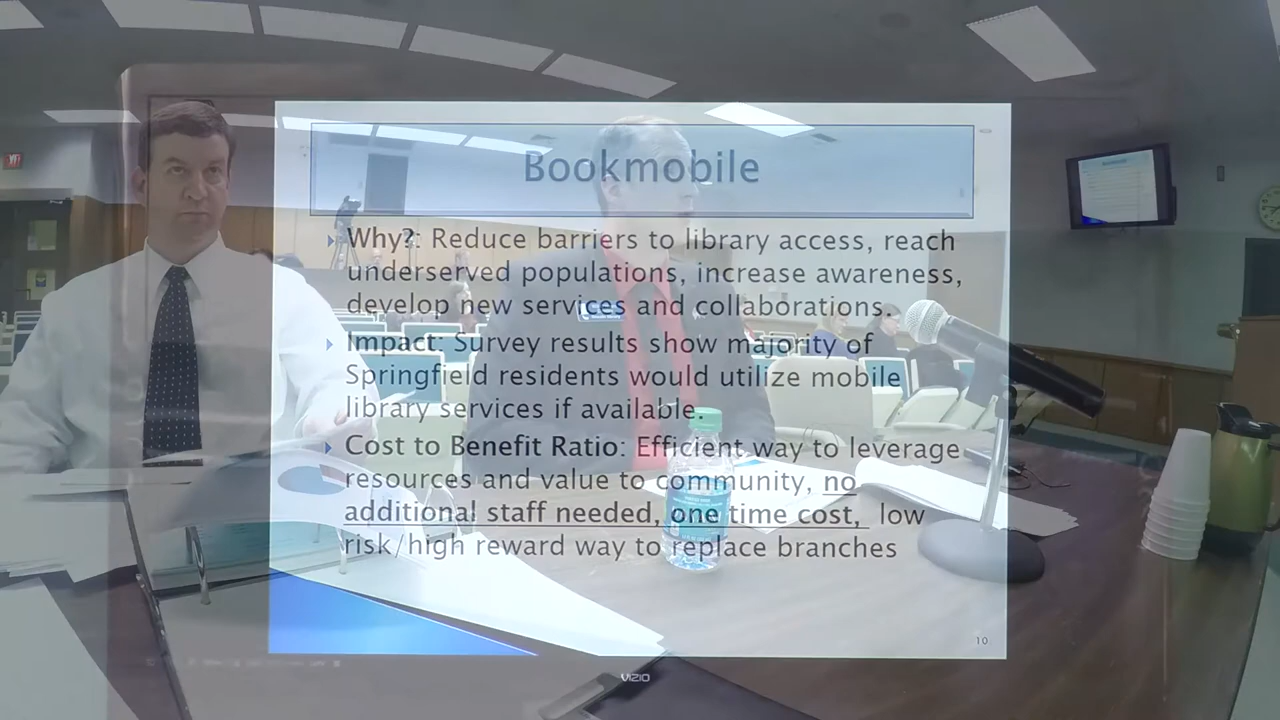 Bookmobile
Why?: Reduce barriers to library access, reach
underserved populations, increase awareness,
develop new services and collaborations.
Impact: Survey results show majority of
Springfield residents would utilize mobile
library services if available.
Cost to Benefit Ratio: Efficient way to leverage
resources and value to community, no
additional staff needed, one time cost, low
risk/high reward way to replace branches
10
VIZIO